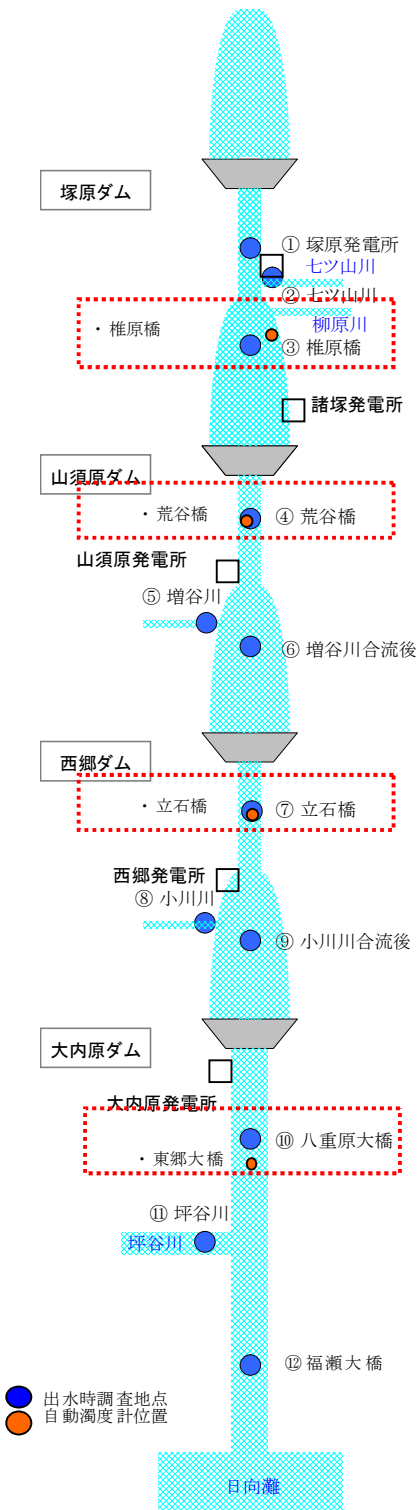 塚原ダム
① 塚原発電所
七ツ山川
② 七ツ山川
柳原川
・椎原橋
③ 椎原橋
諸塚発電所
山須原ダム
・荒谷橋
④ 荒谷橋
山須原発電所
⑤ 増谷川
⑥ 増谷川合流後
西郷ダム
・立石橋
⑦ 立石橋
西郷発電所
⑧ 小川川
⑨ 小川川合流後
大内原ダム
大内原発電所
⑩ 八重原大橋
・東郷大橋
⑪ 坪谷川
坪谷川
⑫ 福瀬大橋
出水時調査地点
自動濁度計位置
日向灘